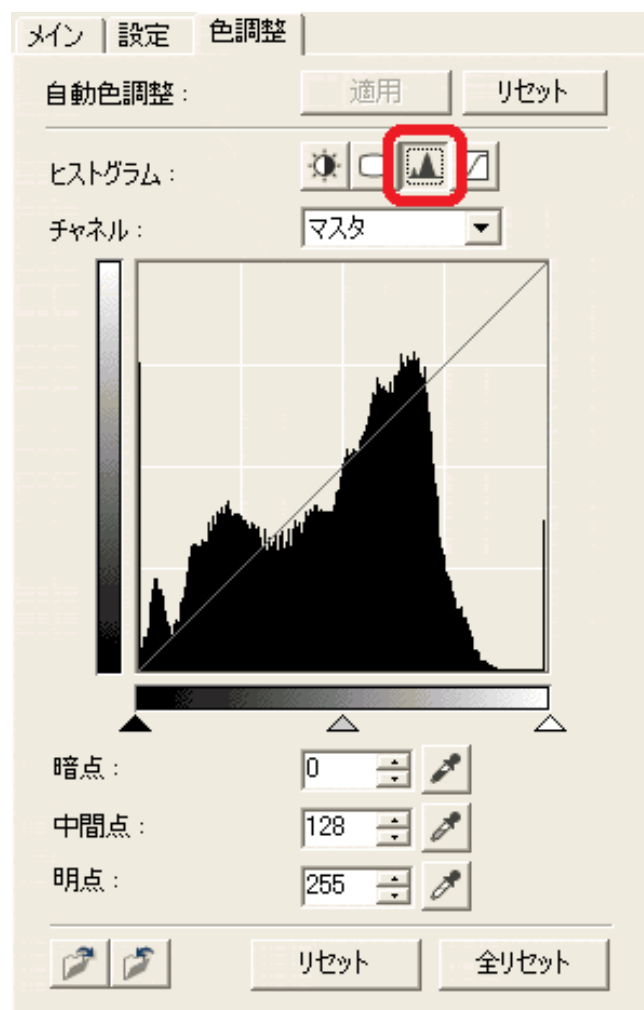 メイン 設定 色調整
自動色調整: 適用 リセット
ヒストグラム:
チャネル: マスタ
暗点: 0
中間点: 128
明点: 255
リセット 全リセット